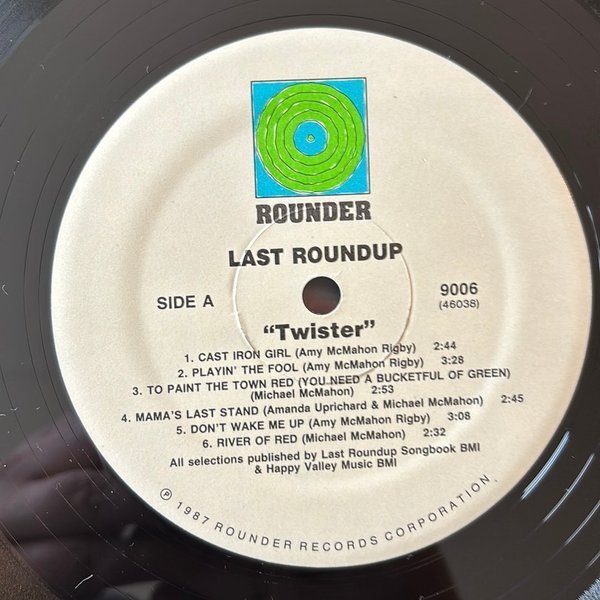 ROUNDER
LAST ROUNDUP
SIDE A
9006
(46038)
“Twister”
1. CAST IRON GIRL (Amy McMahon Rigby) 2:44
2. PLAYIN’ THE FOOL (Amy McMahon Rigby) 3:28
3. TO PAINT THE TOWN RED (YOU NEED A BUCKETFUL OF GREEN)
(Michael McMahon) 2:53
4. MAMA’S LAST STAND (Amanda Uprichard & Michael McMahon) 2:45
5. DON’T WAKE ME UP (Amy McMahon Rigby) 3:08
6. RIVER OF RED (Michael McMahon) 2:32
All selections published by Last Roundup Songbook BMI
& Happy Valley Music BMI
℗ 1987 ROUNDER RECORDS CORPORATION.